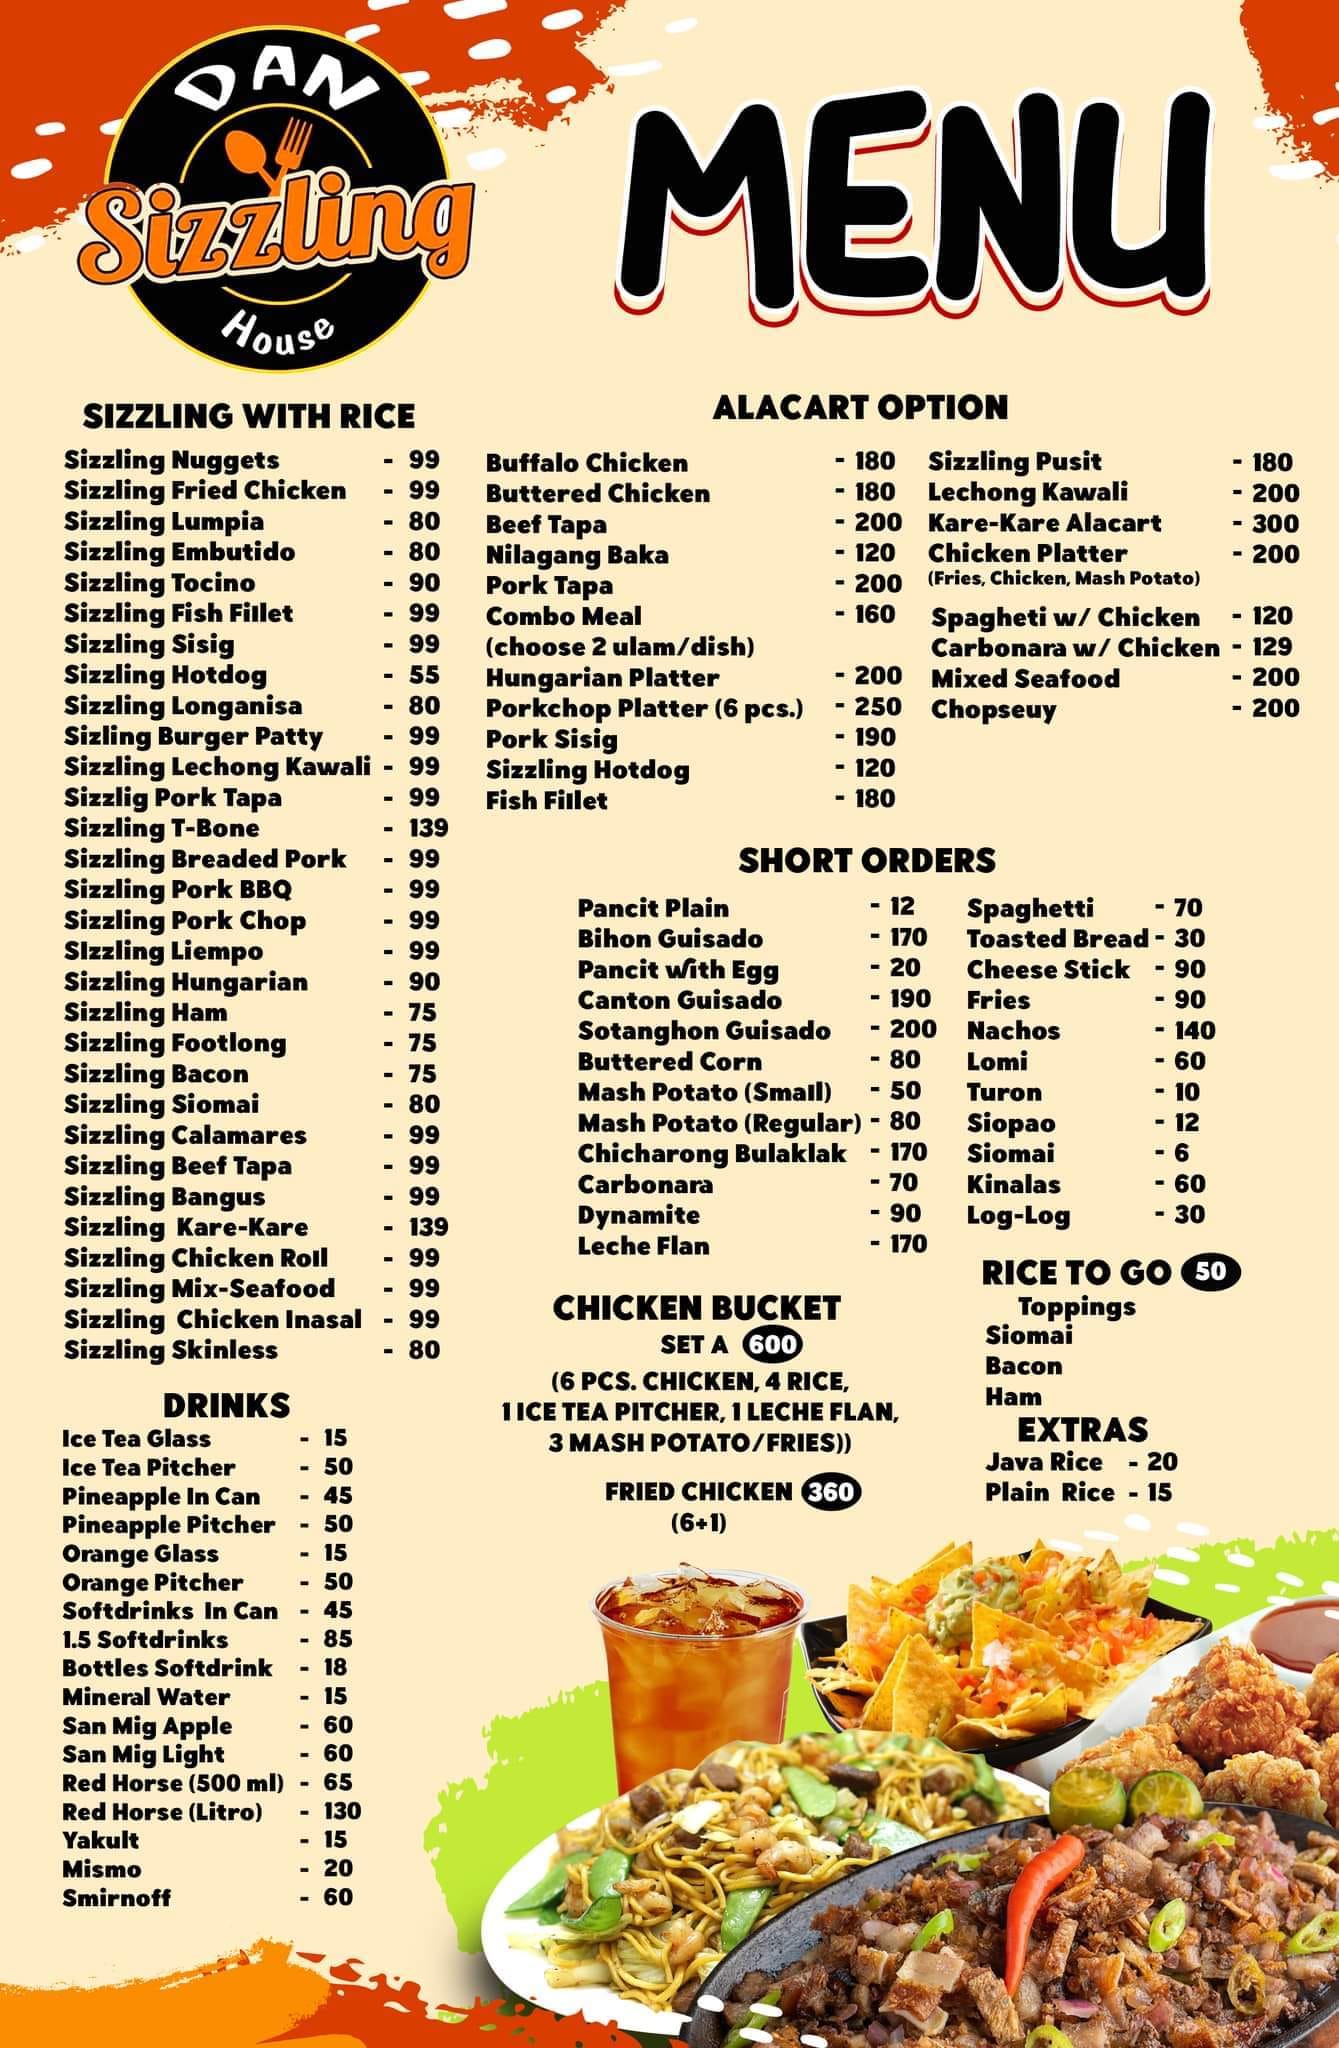 DAN
Sizzling
House
MENU
SIZZLING WITH RICE
Sizzling Nuggets - 99
Sizzling Fried Chicken - 99
Sizzling Lumpia - 80
Sizzling Embutido - 80
Sizzling Tocino - 90
Sizzling Fish Fillet - 99
Sizzling Sisig - 99
Sizzling Hotdog - 55
Sizzling Longanisa - 80
Sizling Burger Patty - 99
Sizzling Lechong Kawali - 99
Sizzlig Pork Tapa - 99
Sizzling T-Bone - 139
Sizzling Breaded Pork - 99
Sizzling Pork BBQ - 99
Sizzling Pork Chop - 99
SIzzling Liempo - 99
Sizzling Hungarian - 90
Sizzling Ham - 75
Sizzling Footlong - 75
Sizzling Bacon - 75
Sizzling Siomai - 80
Sizzling Calamares - 99
Sizzling Beef Tapa - 99
Sizzling Bangus - 99
Sizzling Kare-Kare - 139
Sizzling Chicken Roll - 99
Sizzling Mix-Seafood - 99
Sizzling Chicken Inasal - 99
Sizzling Skinless - 80
DRINKS
Ice Tea Glass - 15
Ice Tea Pitcher - 50
Pineapple In Can - 45
Pineapple Pitcher - 50
Orange Glass - 15
Orange Pitcher - 50
Softdrinks In Can - 45
1.5 Softdrinks - 85
Bottles Softdrink - 18
Mineral Water - 15
San Mig Apple - 60
San Mig Light - 60
Red Horse (500 ml) - 65
Red Horse (Litro) - 130
Yakult - 15
Mismo - 20
Smirnoff - 60
ALACART OPTION
Buffalo Chicken - 180
Buttered Chicken - 180
Beef Tapa - 200
Nilagang Baka - 120
Pork Tapa - 200
Combo Meal - 160
(choose 2 ulam/dish)
Hungarian Platter - 200
Porkchop Platter (6 pcs.) - 250
Pork Sisig - 190
Sizzling Hotdog - 120
Fish Fillet - 180
Sizzling Pusit - 180
Lechong Kawali - 200
Kare-Kare Alacart - 300
Chicken Platter - 200
(Fries, Chicken, Mash Potato)
Spagheti w/ Chicken - 120
Carbonara w/ Chicken - 129
Mixed Seafood - 200
Chopseuy - 200
SHORT ORDERS
Pancit Plain - 12
Bihon Guisado - 170
Pancit with Egg - 20
Canton Guisado - 190
Sotanghon Guisado - 200
Buttered Corn - 80
Mash Potato (Small) - 50
Mash Potato (Regular) - 80
Chicharong Bulaklak - 170
Carbonara - 70
Dynamite - 90
Leche Flan - 170
Spaghetti - 70
Toasted Bread - 30
Cheese Stick - 90
Fries - 90
Nachos - 140
Lomi - 60
Turon - 10
Siopao - 12
Siomai - 6
Kinalas - 60
Log-Log - 30
CHICKEN BUCKET
SET A 600
(6 PCS. CHICKEN, 4 RICE,
1 ICE TEA PITCHER, 1 LECHE FLAN,
3 MASH POTATO/FRIES))
FRIED CHICKEN 360
(6+1)
RICE TO GO 50
Toppings
Siomai
Bacon
Ham
EXTRAS
Java Rice - 20
Plain Rice - 15